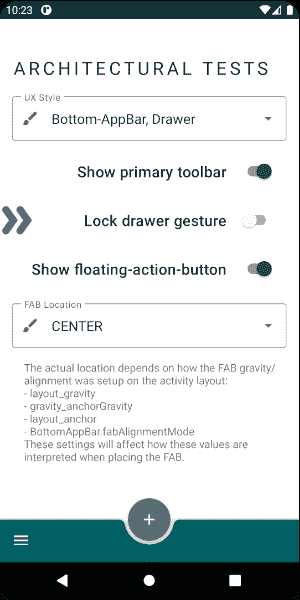 10:23
ARCHITECTURAL TESTS
UX Style
Bottom-AppBar, Drawer
Show primary toolbar
Lock drawer gesture
Show floating-action-button
FAB Location
CENTER
The actual location depends on how the FAB gravity/
alignment was setup on the activity layout:
- layout_gravity
- gravity_anchorGravity
- layout_anchor
- BottomAppBar.fabAlignmentMode
These settings will affect how these values are
interpreted when placing the FAB.